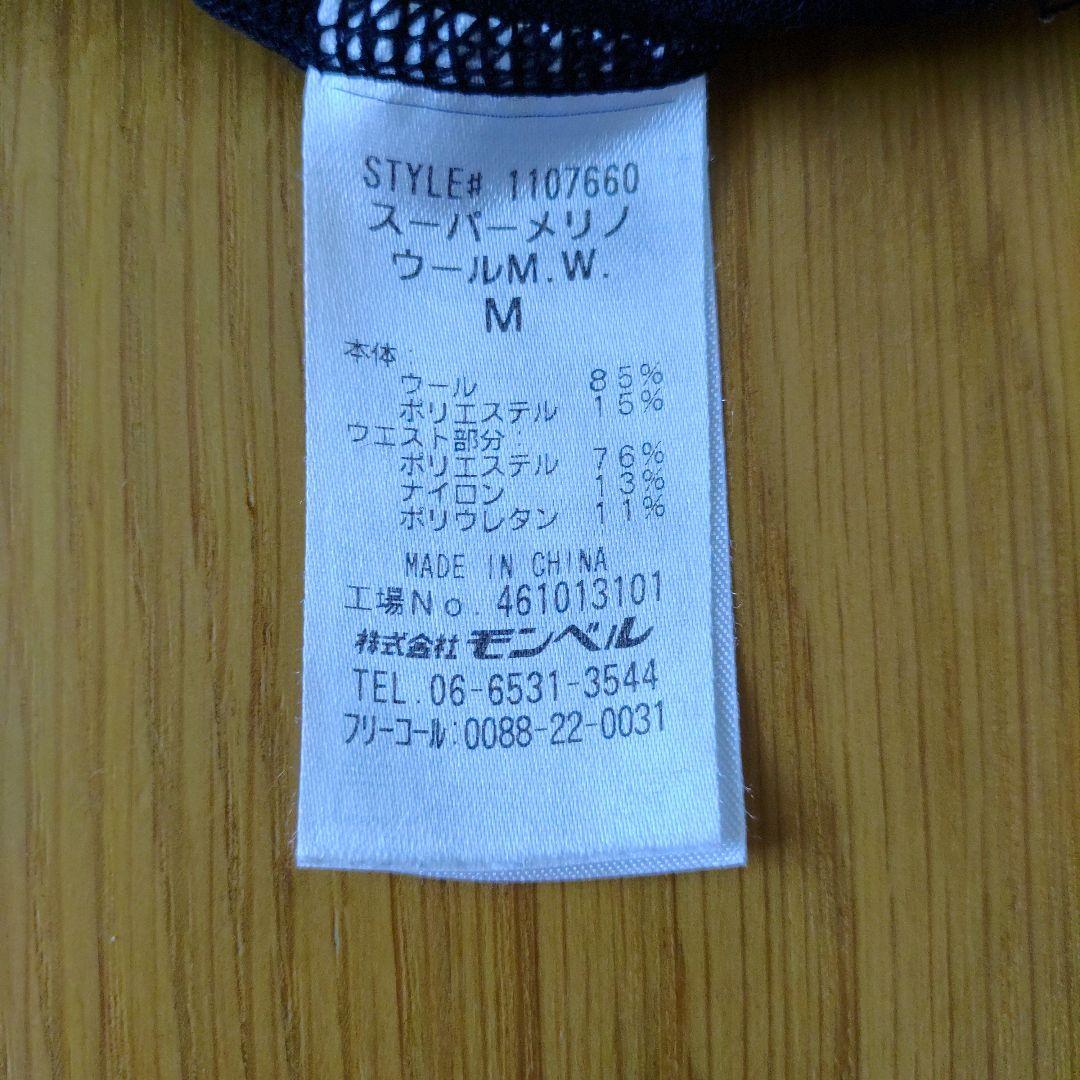 STYLE# 1107660
スーパーメリノ
ウールM.W.
M
本体:
ウール 85%
ポリエステル 15%
ウエスト部分:
ポリエステル 76%
ナイロン 13%
ポリウレタン 11%
MADE IN CHINA
工場No. 461013101
株式会社 モンベル
TEL.06-6531-3544
フリーコール:0088-22-0031